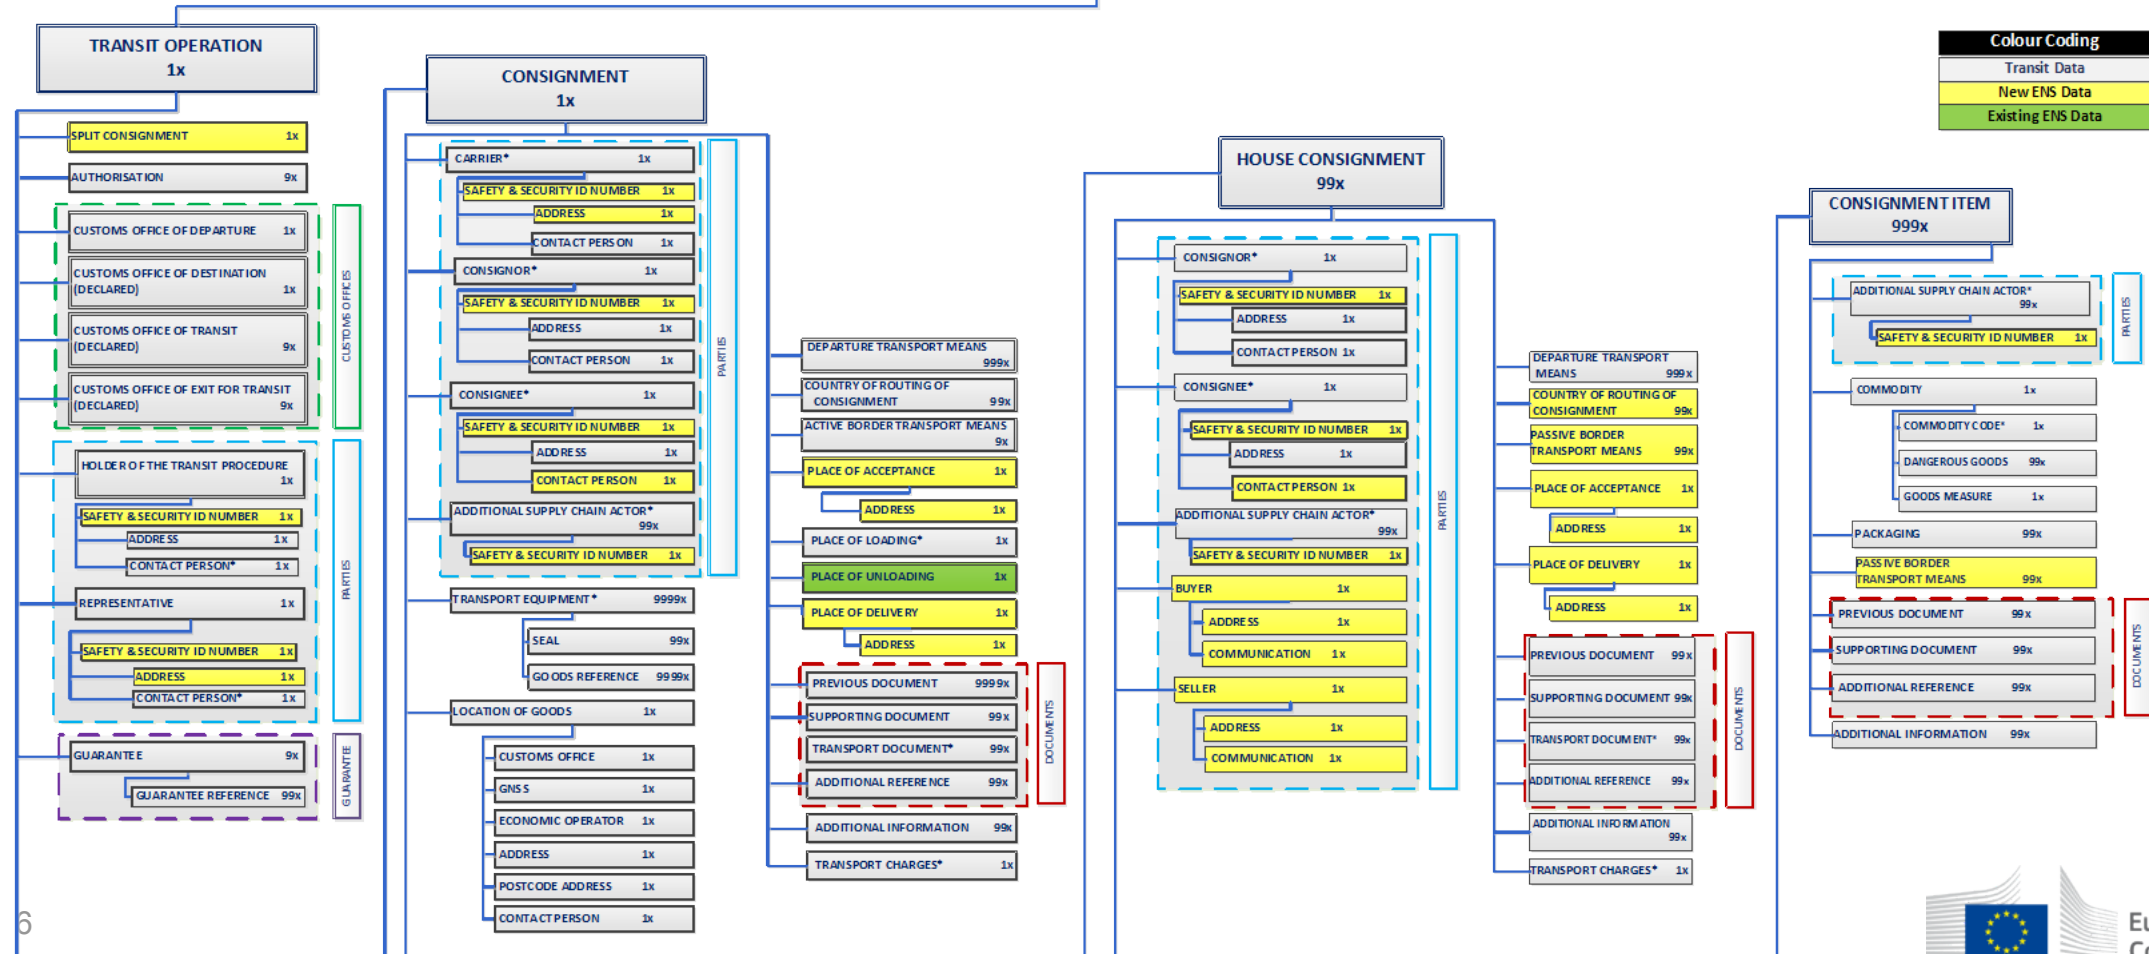 TRANSIT OPERATION
1x
SPLIT CONSIGNMENT 1x
AUTHORISATION 9x
CUSTOMS OFFICE OF DEPARTURE 1x
CUSTOMS OFFICE OF DESTINATION
(DECLARED) 1x
CUSTOMS OFFICE OF TRANSIT
(DECLARED) 9x
CUSTOMS OFFICE OF EXIT FOR TRANSIT
(DECLARED) 9x
CUSTOMS OFFICES
HOLDER OF THE TRANSIT PROCEDURE
1x
SAFETY & SECURITY ID NUMBER 1x
ADDRESS 1x
CONTACT PERSON* 1x
REPRESENTATIVE 1x
SAFETY & SECURITY ID NUMBER 1x
ADDRESS 1x
CONTACT PERSON* 1x
PARTIES
GUARANTEE 9x
GUARANTEE REFERENCE 99x
GUARANTEE
6
CONSIGNMENT
1x
CARRIER* 1x
SAFETY & SECURITY ID NUMBER 1x
ADDRESS 1x
CONTACT PERSON 1x
CONSIGNOR* 1x
SAFETY & SECURITY ID NUMBER 1x
ADDRESS 1x
CONTACT PERSON 1x
CONSIGNEE* 1x
SAFETY & SECURITY ID NUMBER 1x
ADDRESS 1x
CONTACT PERSON 1x
ADDITIONAL SUPPLY CHAIN ACTOR*
99x
SAFETY & SECURITY ID NUMBER 1x
PARTIES
TRANSPORT EQUIPMENT* 9999x
SEAL 99x
GOODS REFERENCE 9999x
LOCATION OF GOODS 1x
CUSTOMS OFFICE 1x
GNSS 1x
ECONOMIC OPERATOR 1x
ADDRESS 1x
POSTCODE ADDRESS 1x
CONTACT PERSON 1x
DEPARTURE TRANSPORT MEANS
999x
COUNTRY OF ROUTING OF
CONSIGNMENT 99x
ACTIVE BORDER TRANSPORT MEANS
9x
PLACE OF ACCEPTANCE 1x
ADDRESS 1x
PLACE OF LOADING* 1x
PLACE OF UNLOADING 1x
PLACE OF DELIVERY 1x
ADDRESS 1x
PREVIOUS DOCUMENT 9999x
SUPPORTING DOCUMENT 99x
TRANSPORT DOCUMENT* 99x
ADDITIONAL REFERENCE 99x
DOCUMENTS
ADDITIONAL INFORMATION 99x
TRANSPORT CHARGES* 1x
HOUSE CONSIGNMENT
99x
CONSIGNOR* 1x
SAFETY & SECURITY ID NUMBER 1x
ADDRESS 1x
CONTACT PERSON 1x
CONSIGNEE* 1x
SAFETY & SECURITY ID NUMBER 1x
ADDRESS 1x
CONTACT PERSON 1x
ADDITIONAL SUPPLY CHAIN ACTOR*
99x
SAFETY & SECURITY ID NUMBER 1x
BUYER 1x
ADDRESS 1x
COMMUNICATION 1x
SELLER 1x
ADDRESS 1x
COMMUNICATION 1x
PARTIES
DEPARTURE TRANSPORT
MEANS 999x
COUNTRY OF ROUTING OF
CONSIGNMENT 99x
PASSIVE BORDER
TRANSPORT MEANS 99x
PLACE OF ACCEPTANCE 1x
ADDRESS 1x
PLACE OF DELIVERY 1x
ADDRESS 1x
PREVIOUS DOCUMENT 99x
SUPPORTING DOCUMENT 99x
TRANSPORT DOCUMENT* 99x
ADDITIONAL REFERENCE 99x
DOCUMENTS
ADDITIONAL INFORMATION
99x
TRANSPORT CHARGES* 1x
Colour Coding
Transit Data
New ENS Data
Existing ENS Data
CONSIGNMENT ITEM
999x
ADDITIONAL SUPPLY CHAIN ACTOR*
99x
SAFETY & SECURITY ID NUMBER 1x
PARTIES
COMMODITY 1x
COMMODITY CODE* 1x
DANGEROUS GOODS 99x
GOODS MEASURE 1x
PACKAGING 99x
PASSIVE BORDER
TRANSPORT MEANS 99x
PREVIOUS DOCUMENT 99x
SUPPORTING DOCUMENT 99x
ADDITIONAL REFERENCE 99x
DOCUMENTS
ADDITIONAL INFORMATION 99x